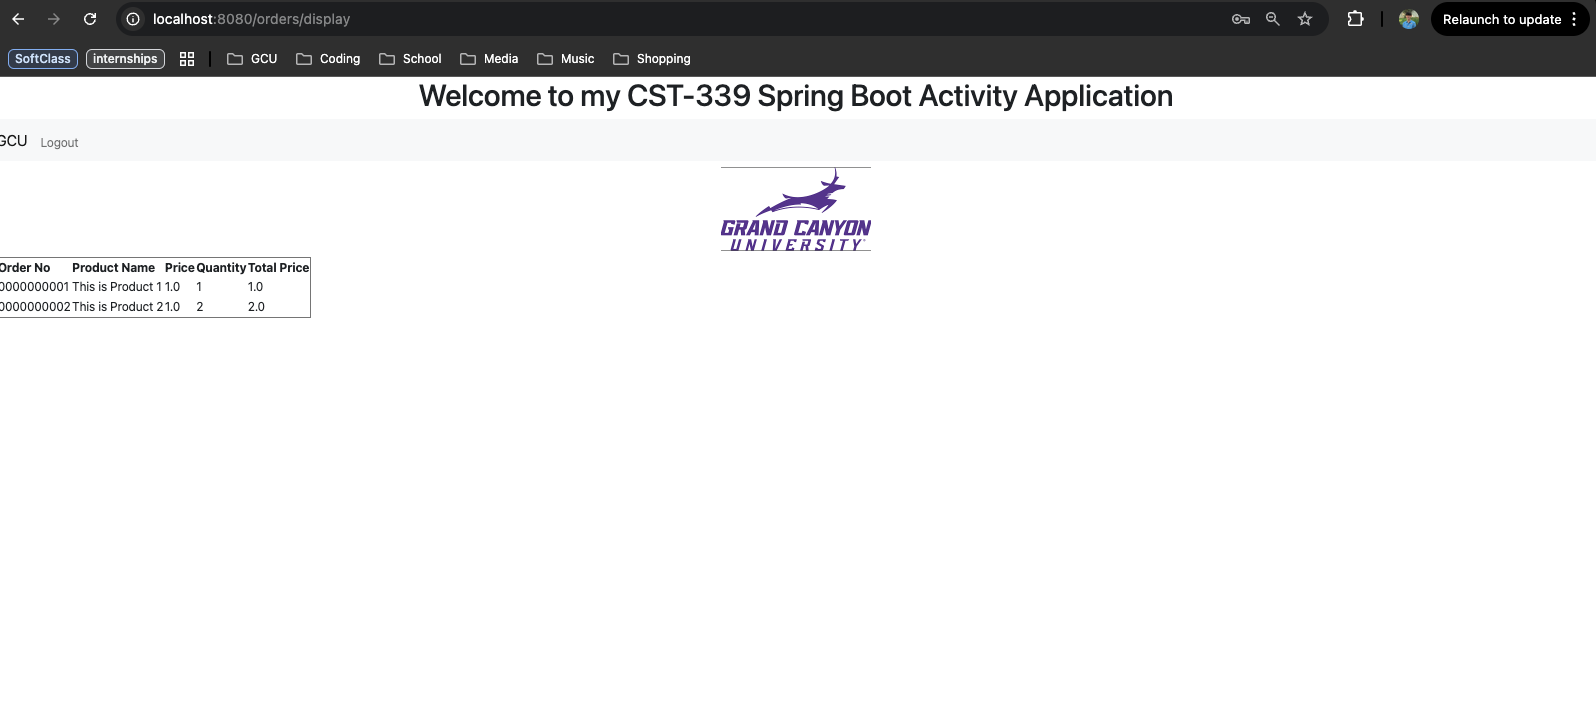 localhost:8080/orders/display
Relaunch to update
SoftClass internships GCU Coding School Media Music Shopping
Welcome to my CST-339 Spring Boot Activity Application
GCU Logout
GRAND CANYON
UNIVERSITY
Order No Product Name Price Quantity Total Price
0000000001 This is Product 1 1.0 1 1.0
0000000002 This is Product 2 1.0 2 2.0